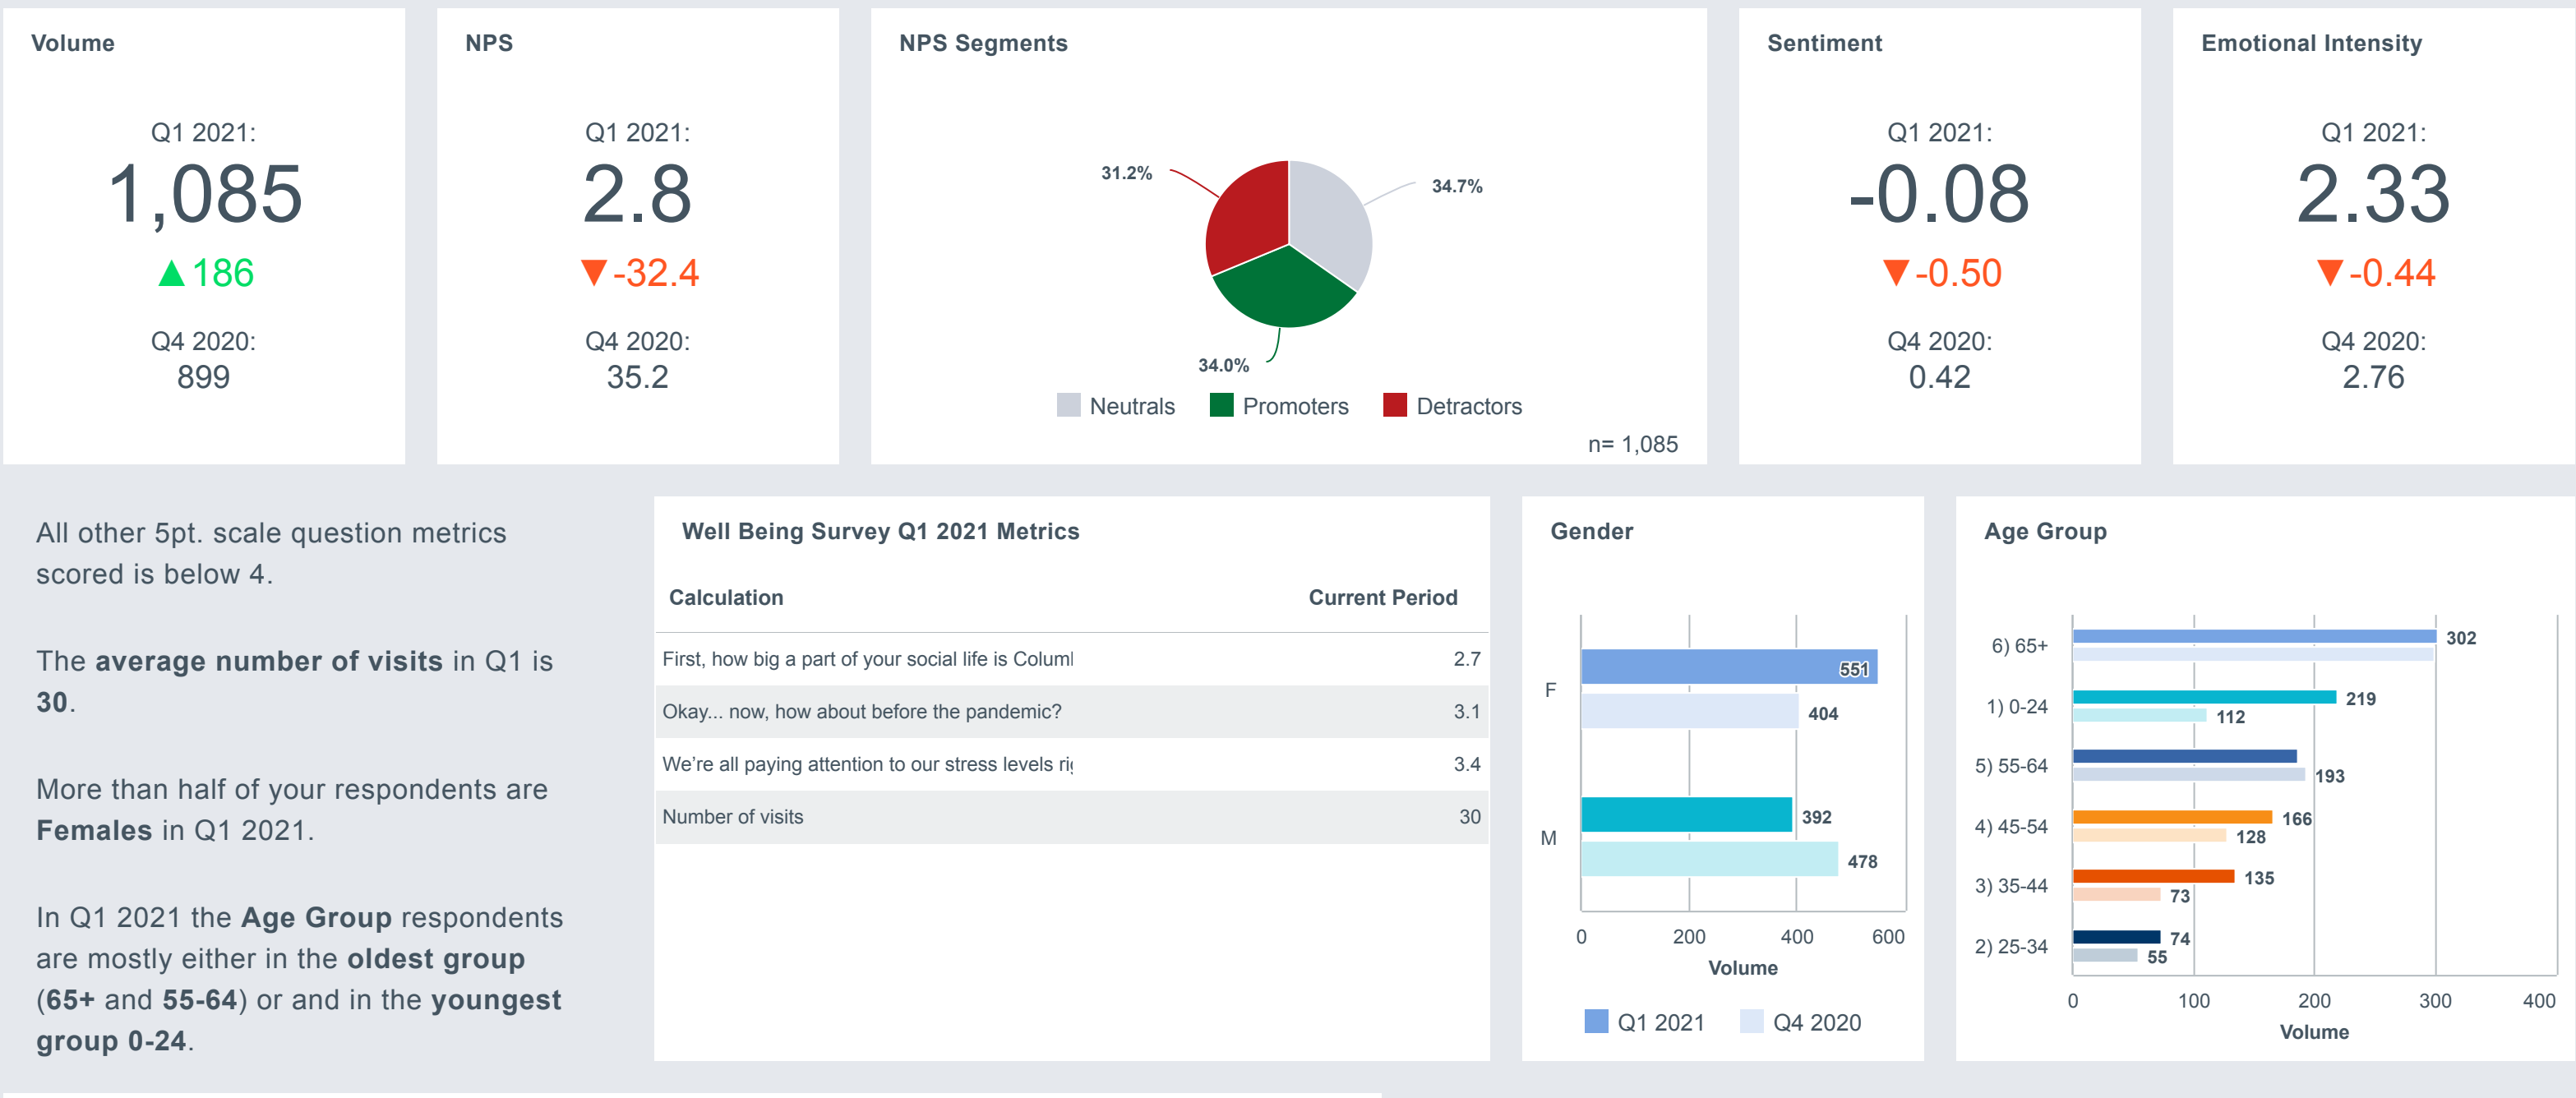 Volume
Q1 2021:
1,085
▲186
Q4 2020:
899
NPS
Q1 2021:
2.8
▼-32.4
Q4 2020:
35.2
NPS Segments
31.2%
34.7%
34.0%
Neutrals Promoters Detractors
n= 1,085
Sentiment
Q1 2021:
-0.08
▼-0.50
Q4 2020:
0.42
Emotional Intensity
Q1 2021:
2.33
▼-0.44
Q4 2020:
2.76
All other 5pt. scale question metrics
scored is below 4.
The average number of visits in Q1 is
30.
More than half of your respondents are
Females in Q1 2021.
In Q1 2021 the Age Group respondents
are mostly either in the oldest group
(65+ and 55-64) or and in the youngest
group 0-24.
Well Being Survey Q1 2021 Metrics
Calculation Current Period
First, how big a part of your social life is 2.7
Okay... now, how about before the pandemic? 3.1
We're all paying attention to our stress levels 3.4
Number of visits 30
Gender
F
551
404
M
392
478
0 200 400 600
Volume
Q1 2021 Q4 2020
Age Group
6) 65+ 302
1) 0-24 219
112
5) 55-64
193
4) 45-54 166
128
3) 35-44 135
73
2) 25-34 74
55
0 100 200 300 400
Volume